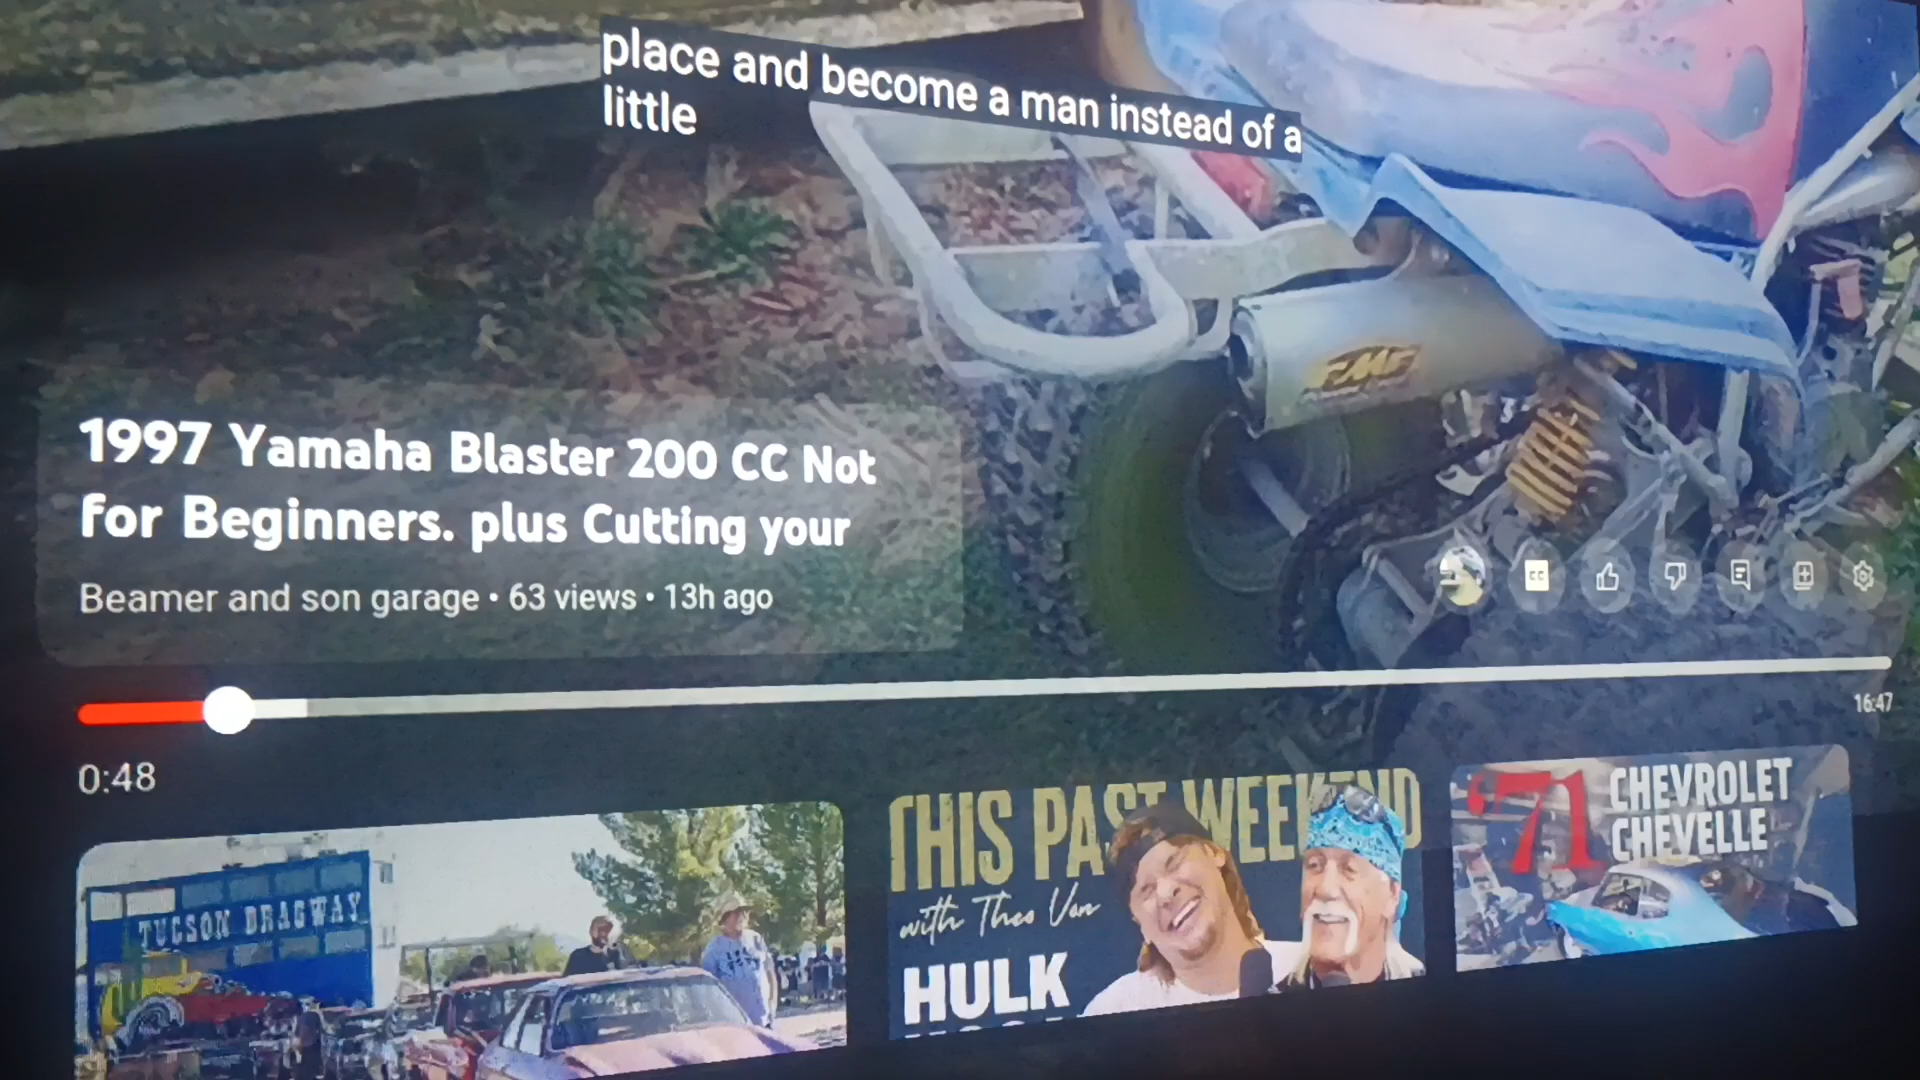 place and become a man instead of a
little
FMF
1997 Yamaha Blaster 200 CC Not
for Beginners. plus Cutting your
Beamer and son garage • 63 views • 13h ago
CC
16:47
0:48
TUCSON DRAGWAY
THIS PAST WEEKEND
with Theo Von
HULK
'71
CHEVROLET
CHEVELLE